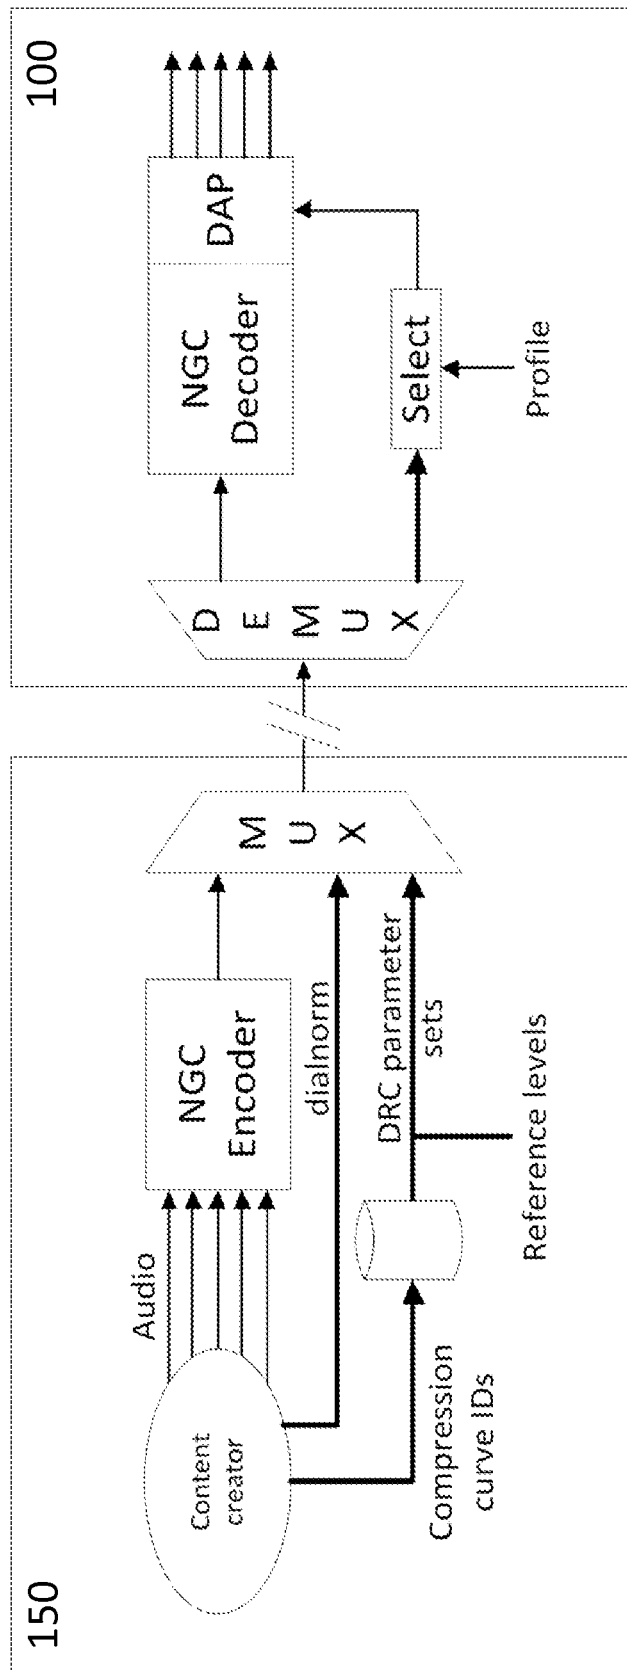 150
Content
creator
Audio
NGC
Encoder
dialnorm
Compression
curve IDs
DRC parameter
sets
Reference levels
M
U
X
100
D
E
M
U
X
NGC
Decoder
DAP
Select
Profile